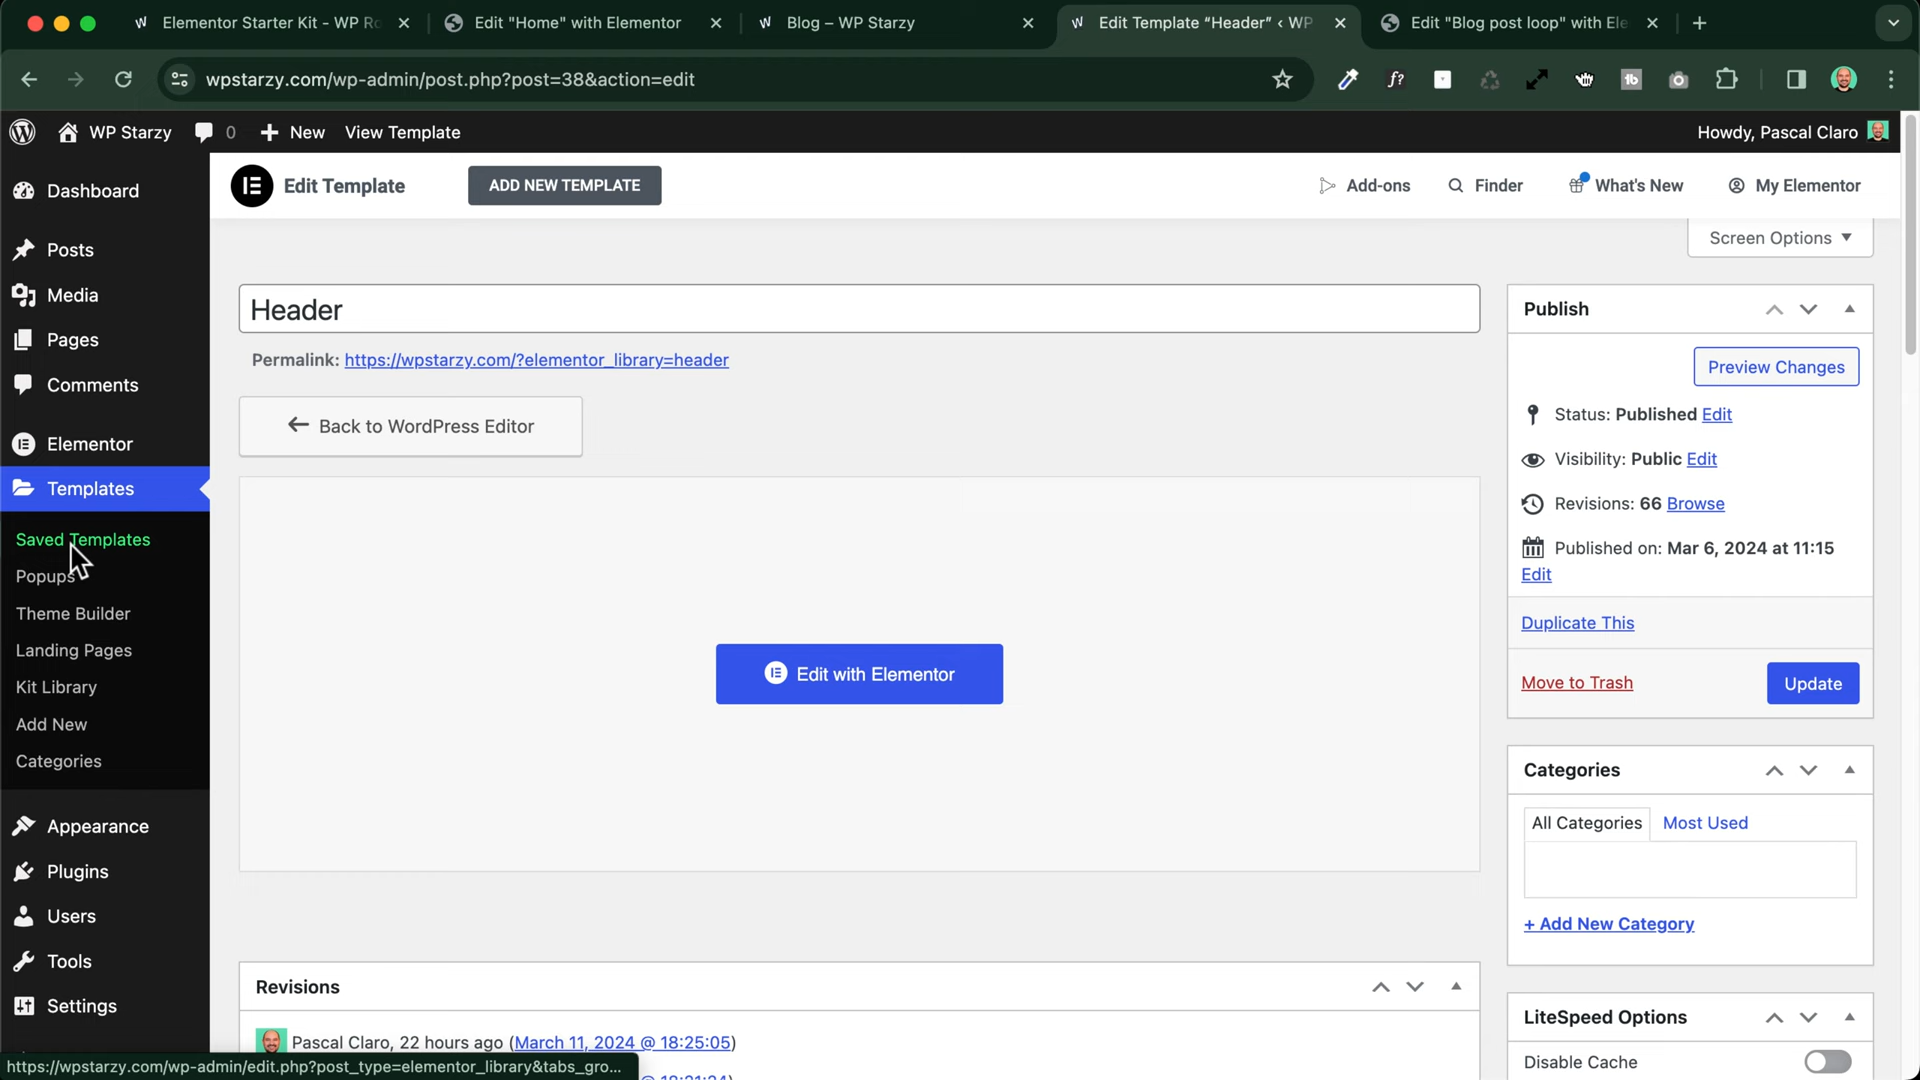 Elementor Starter Kit - WP Ro
Edit "Home" with Elementor
Blog – WP Starzy
Edit Template “Header” ‹ WP
Edit "Blog post loop" with Ele
wpstarzy.com/wp-admin/post.php?post=38&action=edit
WP Starzy
0
New
View Template
Howdy, Pascal Claro
Dashboard
Posts
Media
Pages
Comments
Elementor
Templates
Saved Templates
Popups
Theme Builder
Landing Pages
Kit Library
Add New
Categories
Appearance
Plugins
Users
Tools
Settings
Edit Template
ADD NEW TEMPLATE
Add-ons
Finder
What's New
My Elementor
Screen Options
Header
Permalink: https://wpstarzy.com/?elementor_library=header
Back to WordPress Editor
Edit with Elementor
Revisions
Pascal Claro, 22 hours ago (March 11, 2024 @ 18:25:05)
Publish
Preview Changes
Status: Published Edit
Visibility: Public Edit
Revisions: 66 Browse
Published on: Mar 6, 2024 at 11:15
Edit
Duplicate This
Move to Trash
Update
Categories
All Categories
Most Used
+ Add New Category
LiteSpeed Options
Disable Cache
https://wpstarzy.com/wp-admin/edit.php?post_type=elementor_library&tabs_gro...